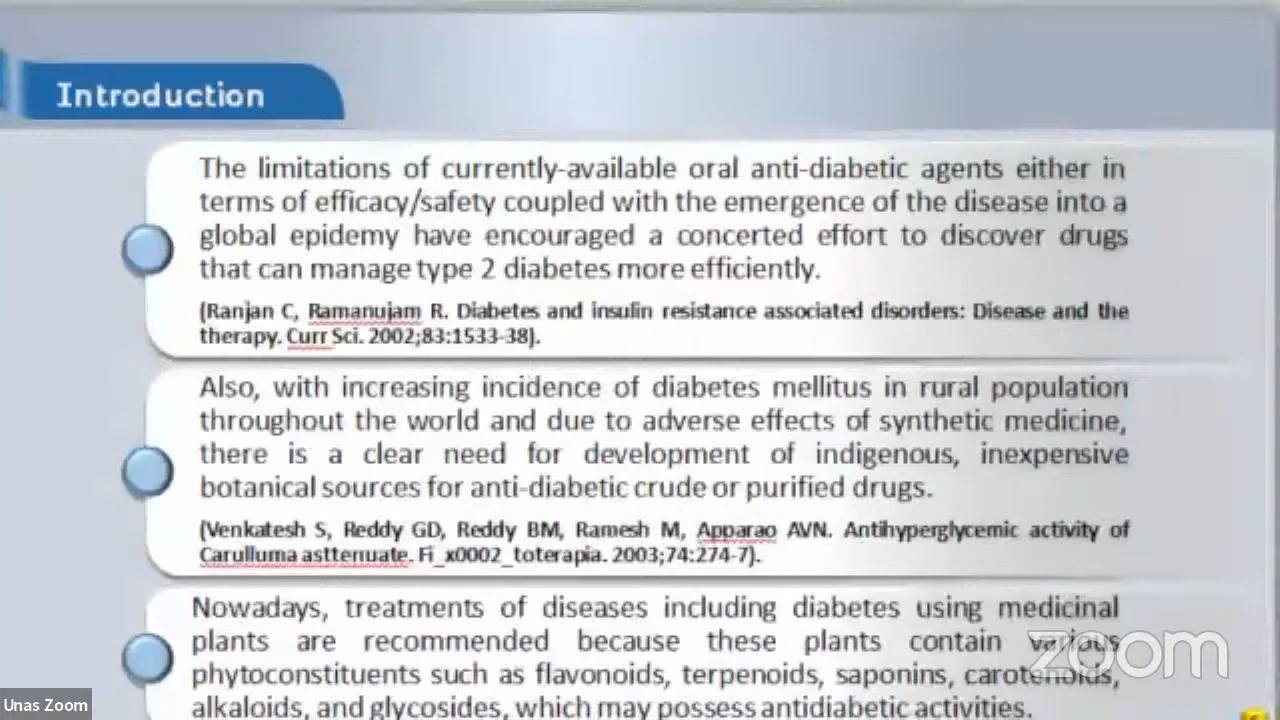 Introduction
The limitations of currently-available oral anti-diabetic agents either in
terms of efficacy/safety coupled with the emergence of the disease into a
global epidemy have encouraged a concerted effort to discover drugs
that can manage type 2 diabetes more efficiently.
(Ranjan C, Ramanujam R. Diabetes and insulin resistance associated disorders: Disease and the
therapy. Curr Sci. 2002;83:1533-38).
Also, with increasing incidence of diabetes mellitus in rural population
throughout the world and due to adverse effects of synthetic medicine,
there is a clear need for development of indigenous, inexpensive
botanical sources for anti-diabetic crude or purified drugs.
(Venkatesh S, Reddy GD, Reddy BM, Ramesh M, Apparao AVN. Antihyperglycemic activity of
Carulluma asttenuate. Fi_x0002_toterapia. 2003;74:274-7).
Nowadays, treatments of diseases including diabetes using medicinal
plants are recommended because these plants contain various
phytoconstituents such as flavonoids, terpenoids, saponins, carotenoids,
alkaloids, and glycosides, which may possess antidiabetic activities.
zoom
Unas Zoom